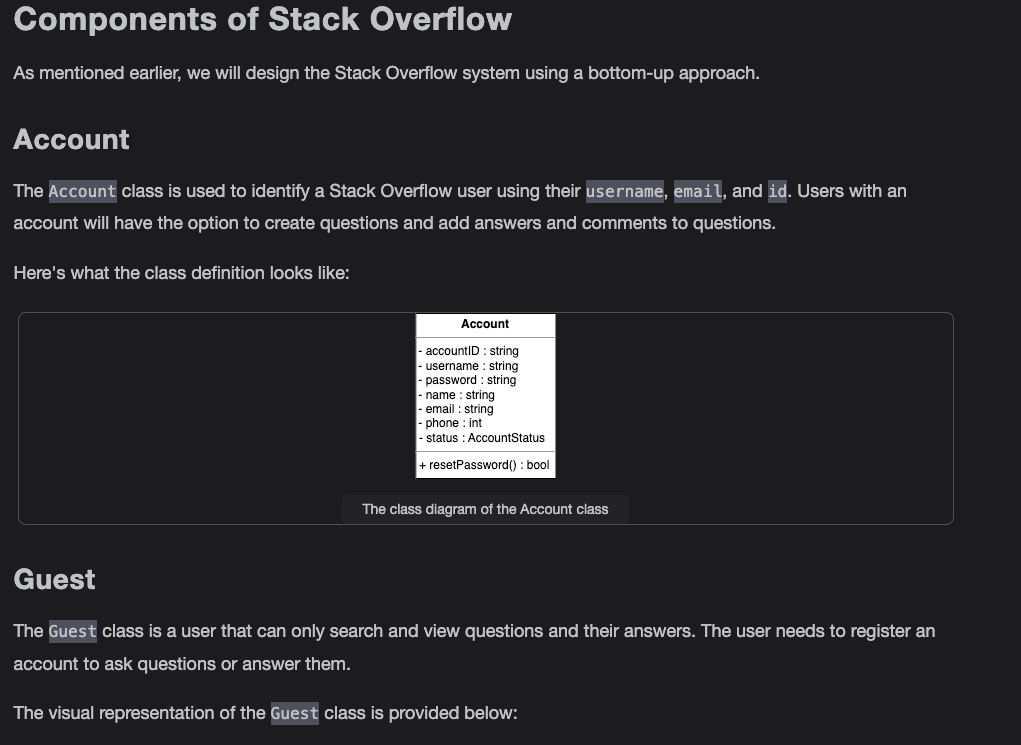 Components of Stack Overflow
As mentioned earlier, we will design the Stack Overflow system using a bottom-up approach.
Account
The Account class is used to identify a Stack Overflow user using their username, email, and id. Users with an
account will have the option to create questions and add answers and comments to questions.
Here's what the class definition looks like:
Account
- accountID : string
- username : string
- password : string
- name : string
- email : string
- phone : int
- status : AccountStatus
+ resetPassword() : bool
The class diagram of the Account class
Guest
The Guest class is a user that can only search and view questions and their answers. The user needs to register an
account to ask questions or answer them.
The visual representation of the Guest class is provided below: